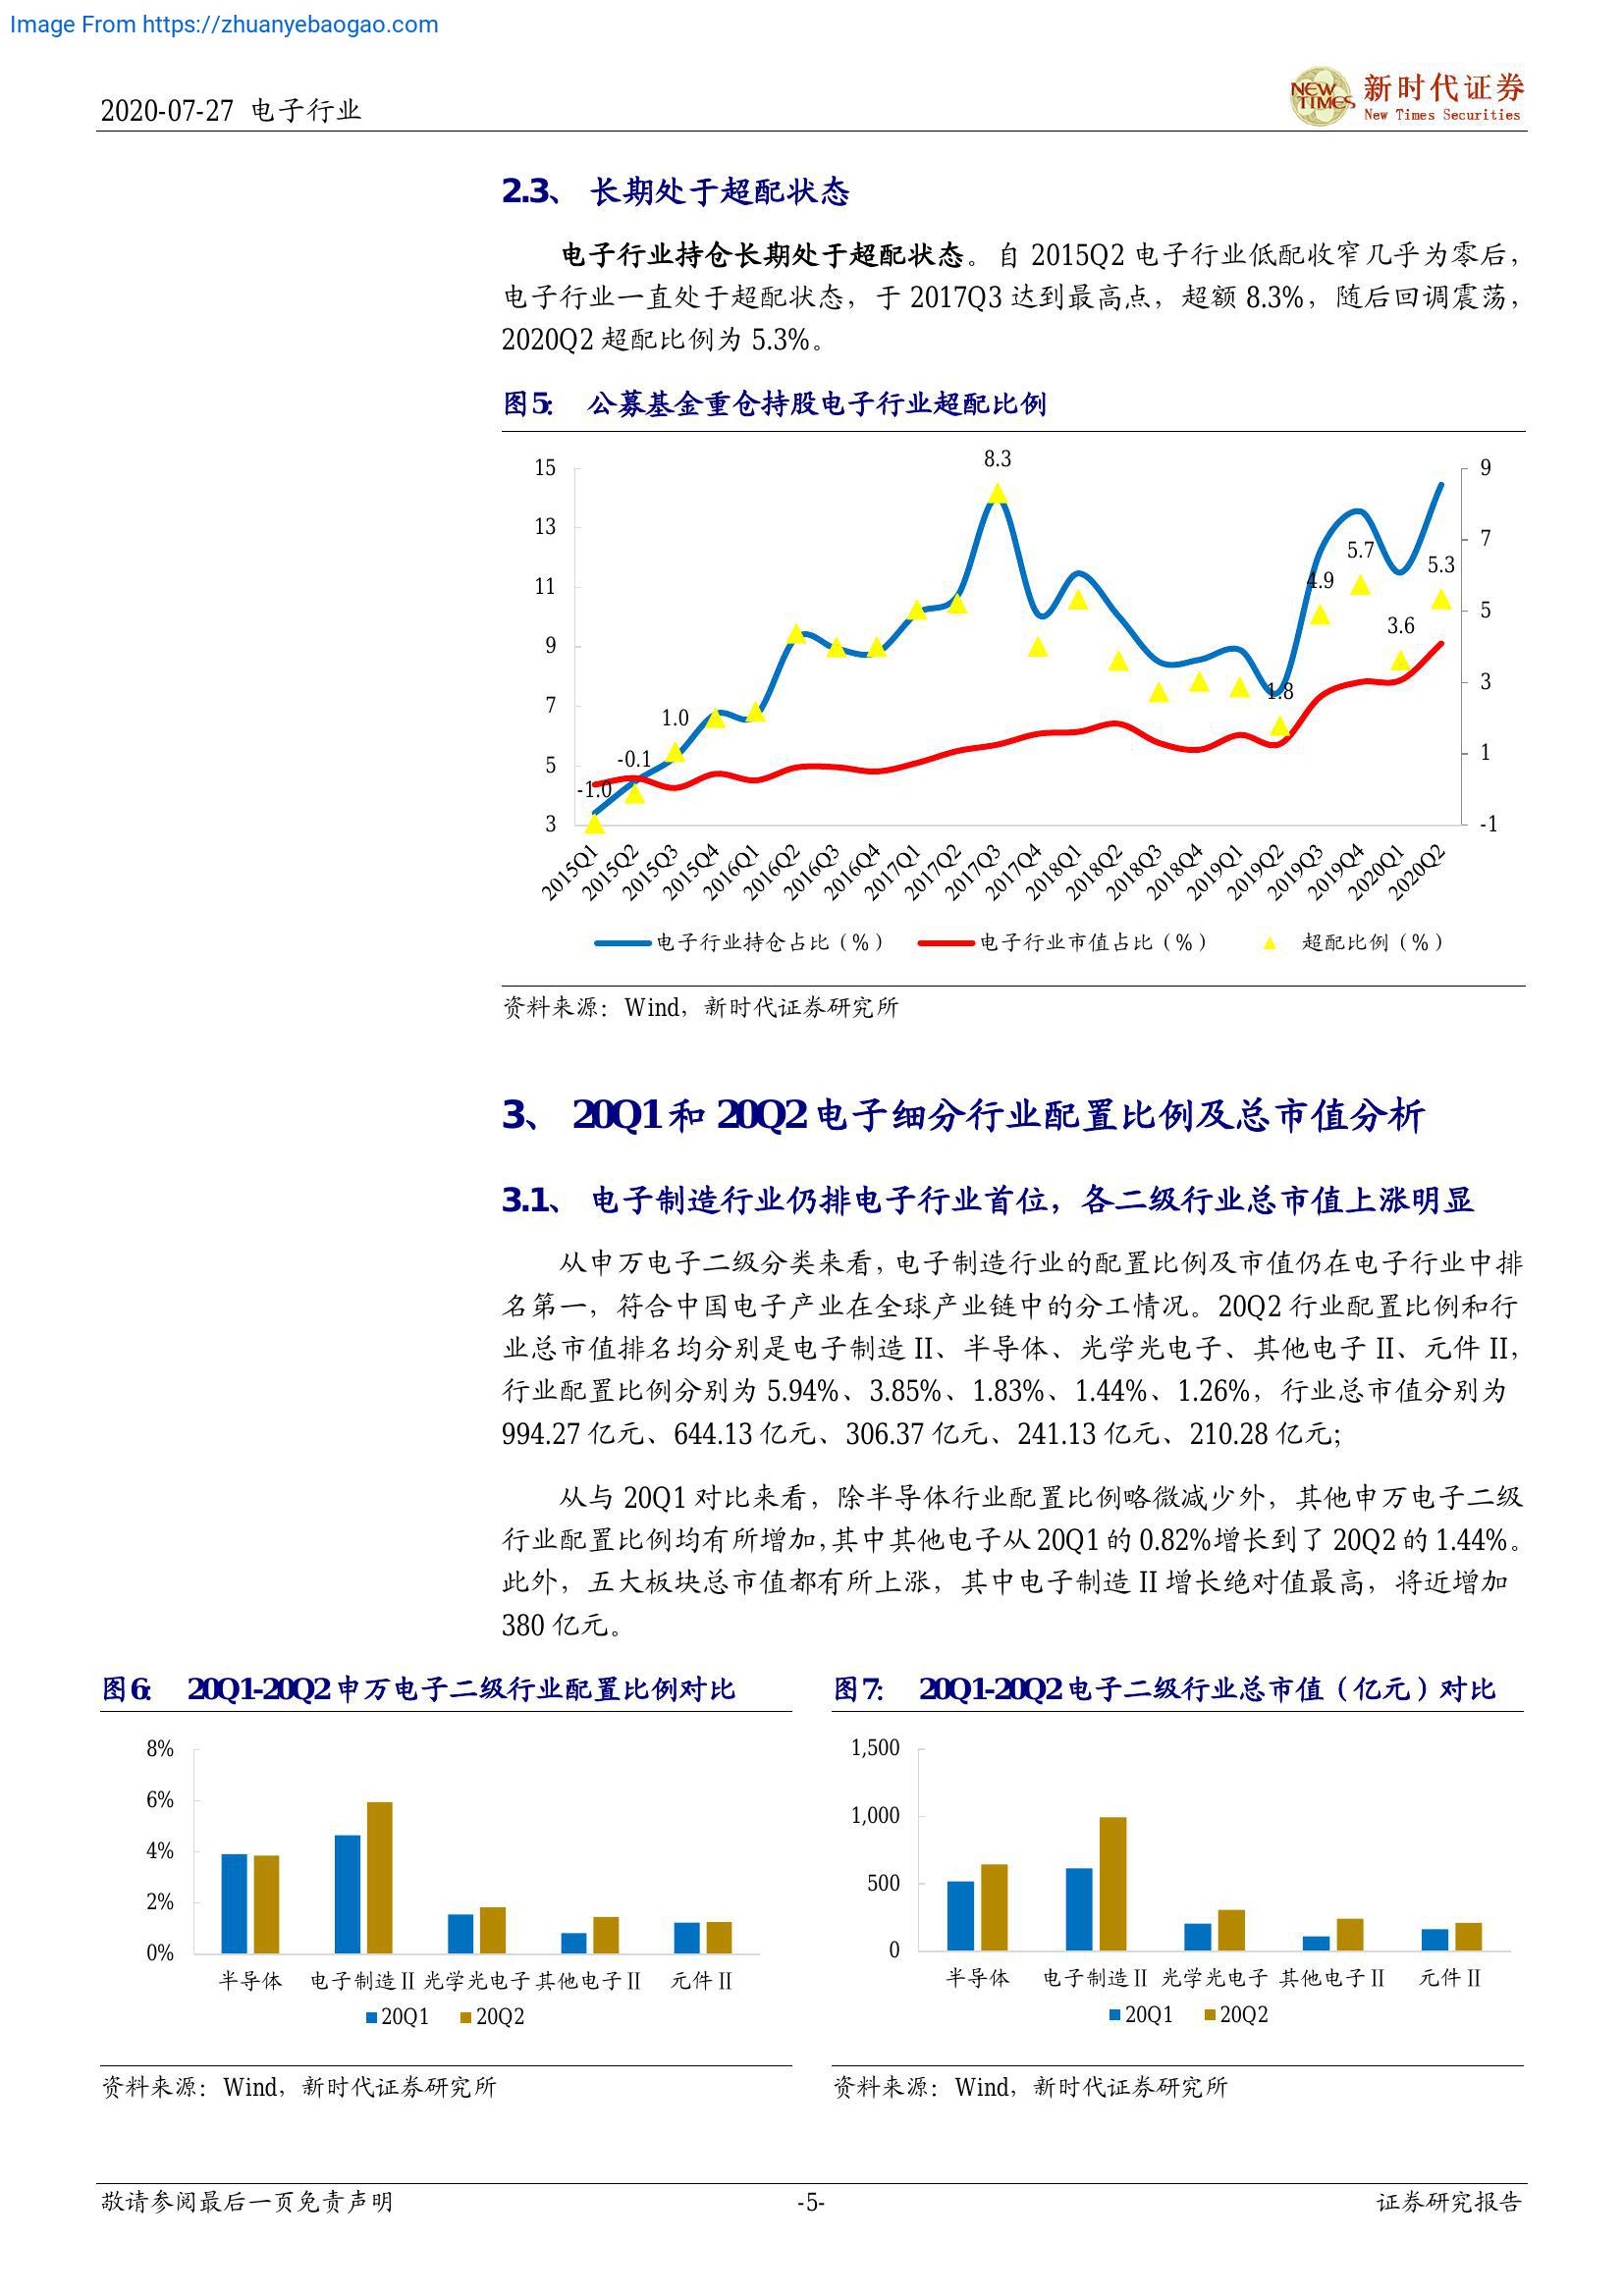 Image From https://zhuanyebaogao.com
2020-07-27 电子行业
NEW TIMES
新时代证券
New Times Securities
2.3、 长期处于超配状态
电子行业持仓长期处于超配状态。自 2015Q2 电子行业低配收窄几乎为零后，
电子行业一直处于超配状态，于 2017Q3 达到最高点，超额 8.3%，随后回调震荡，
2020Q2 超配比例为 5.3%。
图5： 公募基金重仓持股电子行业超配比例
15
13
11
9
7
5
3
9
7
5
3
1
-1
-1.0
-0.1
1.0
8.3
1.8
4.9
5.7
3.6
5.3
2015Q1
2015Q2
2015Q3
2015Q4
2016Q1
2016Q2
2016Q3
2016Q4
2017Q1
2017Q2
2017Q3
2017Q4
2018Q1
2018Q2
2018Q3
2018Q4
2019Q1
2019Q2
2019Q3
2019Q4
2020Q1
2020Q2
电子行业持仓占比（%） 电子行业市值占比（%） 超配比例（%）
资料来源：Wind，新时代证券研究所
3、 20Q1 和 20Q2 电子细分行业配置比例及总市值分析
3.1、 电子制造行业仍排电子行业首位，各二级行业总市值上涨明显
从申万电子二级分类来看，电子制造行业的配置比例及市值仍在电子行业中排
名第一，符合中国电子产业在全球产业链中的分工情况。20Q2 行业配置比例和行
业总市值排名均分别是电子制造 II、半导体、光学光电子、其他电子 II、元件 II，
行业配置比例分别为 5.94%、3.85%、1.83%、1.44%、1.26%，行业总市值分别为
994.27 亿元、644.13 亿元、306.37 亿元、241.13 亿元、210.28 亿元;
从与 20Q1 对比来看，除半导体行业配置比例略微减少外，其他申万电子二级
行业配置比例均有所增加，其中其他电子从 20Q1 的 0.82%增长到了 20Q2 的 1.44%。
此外，五大板块总市值都有所上涨，其中电子制造 II 增长绝对值最高，将近增加
380 亿元。
图6： 20Q1-20Q2 申万电子二级行业配置比例对比
8%
6%
4%
2%
0%
半导体 电子制造Ⅱ 光学光电子 其他电子Ⅱ 元件Ⅱ
20Q1 20Q2
资料来源：Wind，新时代证券研究所
图7： 20Q1-20Q2 电子二级行业总市值（亿元）对比
1,500
1,000
500
0
半导体 电子制造Ⅱ 光学光电子 其他电子Ⅱ 元件Ⅱ
20Q1 20Q2
资料来源：Wind，新时代证券研究所
敬请参阅最后一页免责声明 -5- 证券研究报告